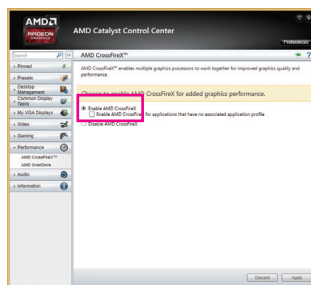 AMD
RADEON
GRAPHICS
AMD Catalyst Control Center
Preferences
Search
AMD CrossFireX™
Pinned
Presets
Desktop Management
Common Display Tasks
My VGA Displays
Video
Gaming
Performance
AMD CrossFireX™
AMD OverDrive
Audio
Information
AMD CrossFireX™ enables multiple graphics processors to work together for improved graphics quality and
performance.
Choose to enable AMD CrossFireX for added graphics performance.
Enable AMD CrossFireX
Enable AMD CrossFireX for applications that have no associated application profile
Disable AMD CrossFireX
Discard
Apply